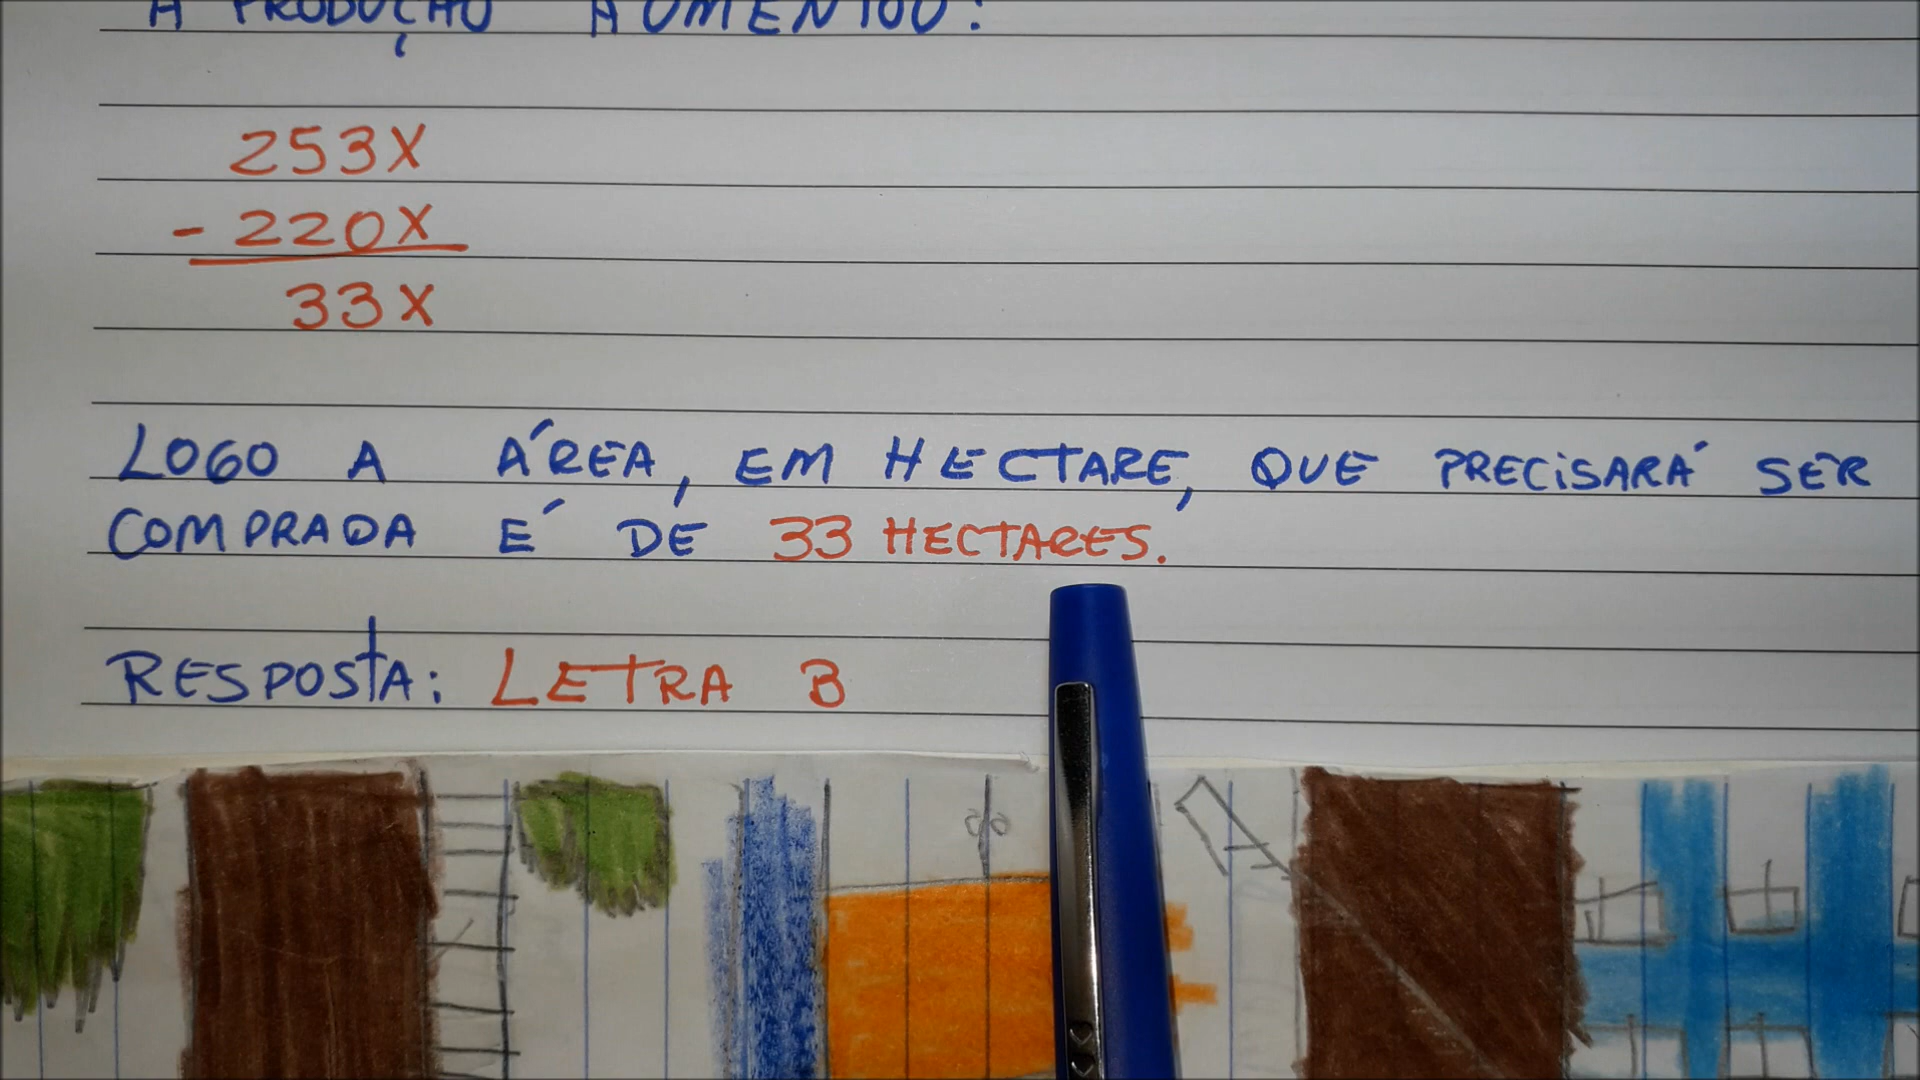 A PRODUÇÃO AUMENTOU:
253X
- 220X
33X
LOGO A ÁREA, EM HECTARE, QUE PRECISARÁ SER
COMPRADA É DE 33 HECTARES.
RESPOSTA: LETRA B